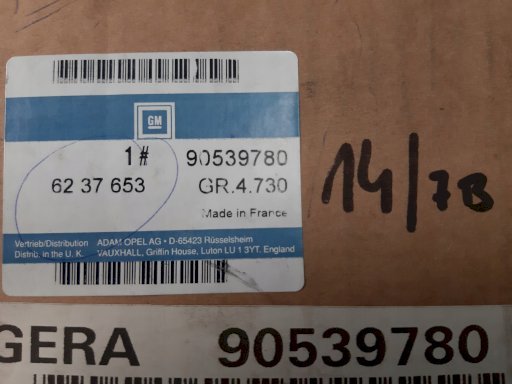 GM
1# 90539780
62 37 653 GR.4.730
Made in France
Vertrieb/Distribution ADAM OPEL AG • D-65423 Rüsselsheim
Distrib. in the U. K. VAUXHALL, Griffin House, Luton LU 1 3YT. England
14/7B
GERA 90539780